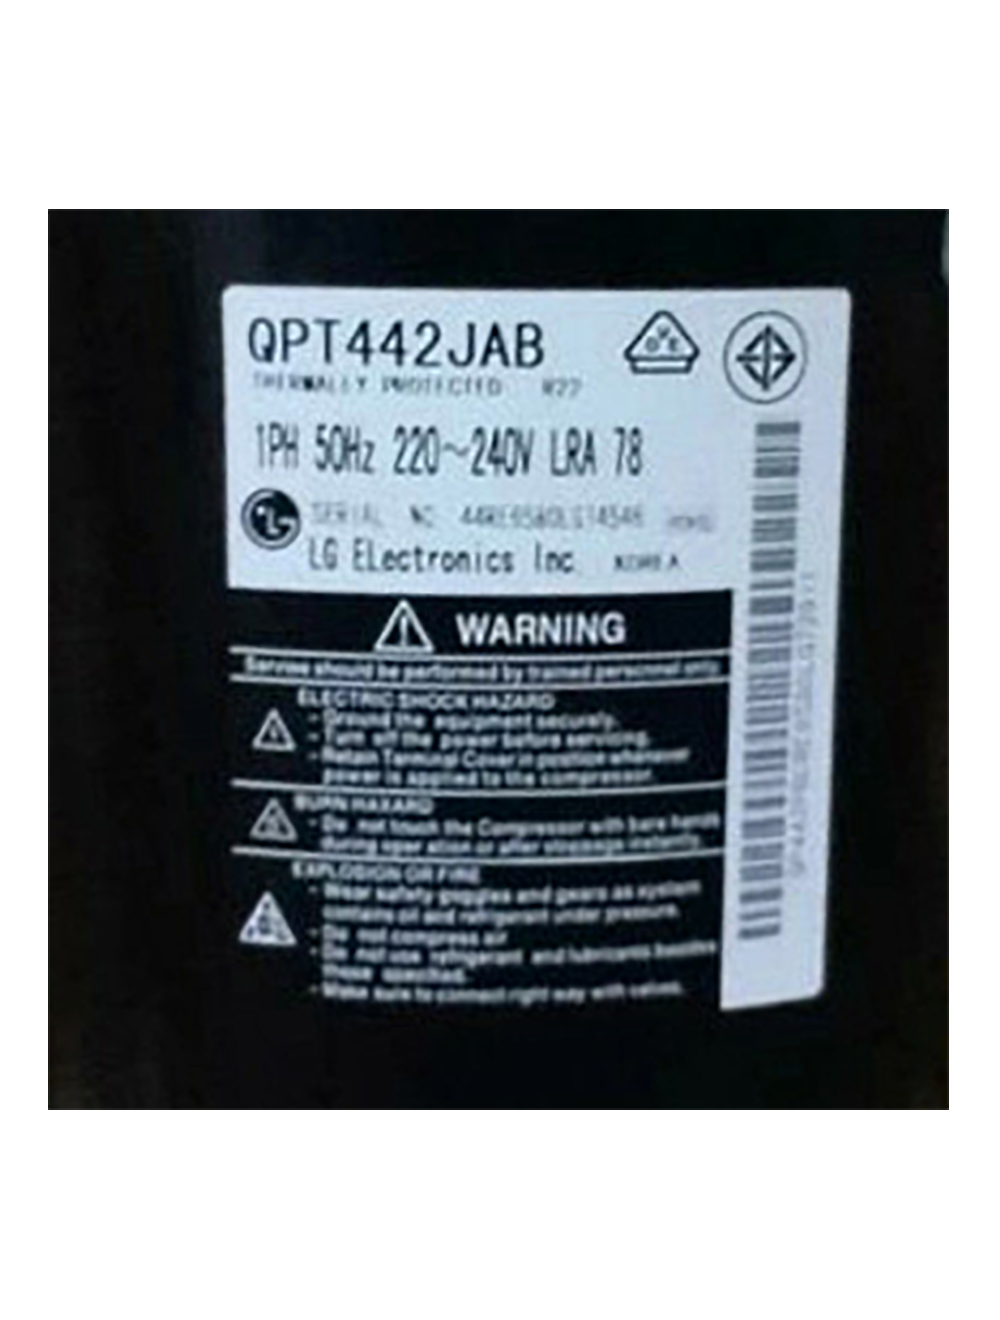 QPT442JAB
THERMALLY PROTECTED R22
1PH 50Hz 220~240V LRA 78
LG
SERIAL NO
LG ELectronics Inc. KOREA
WARNING
Service should be performed by trained personnel only
ELECTRIC SHOCK HAZARD
- Ground the equipment securely.
- Turn off the power before servicing.
- Retain Terminal Cover in position whenever
power is applied to the compressor.
BURN HAZARD
- Do not touch the Compressor with bare hands
during operation or after stoppage instantly.
EXPLOSION OR FIRE
- Wear safety goggles and gears as system
contains oil and refrigerant under pressure.
- Do not compress air
- Do not use refrigerant and lubricants besides
those specified.
- Make sure to connect right way with valves.